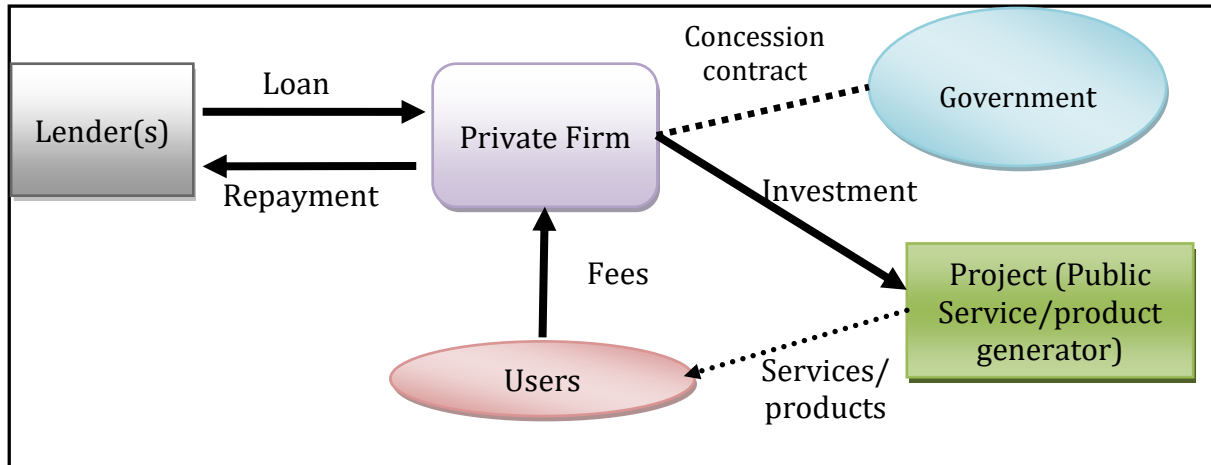 Concession
contract
Loan
Government
Lender(s)
Private Firm
Repayment
Investment
Fees
Project (Public
Service/product
generator)
Users
Services/
products